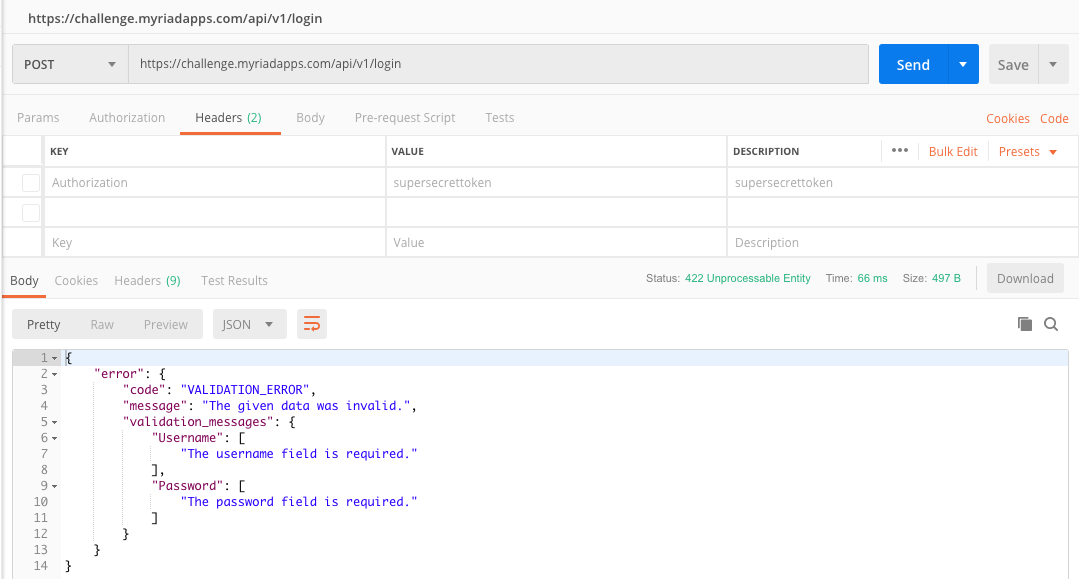 https://challenge.myriadapps.com/api/v1/login
POST https://challenge.myriadapps.com/api/v1/login Send Save
Params Authorization Headers (2) Body Pre-request Script Tests Cookies Code
KEY VALUE DESCRIPTION ••• Bulk Edit Presets
Authorization supersecrettoken supersecrettoken
Key Value Description
Body Cookies Headers (9) Test Results Status: 422 Unprocessable Entity Time: 66 ms Size: 497 B Download
Pretty Raw Preview JSON
1 {
2 "error": {
3 "code": "VALIDATION_ERROR",
4 "message": "The given data was invalid.",
5 "validation_messages": {
6 "Username": [
7 "The username field is required."
8 ],
9 "Password": [
10 "The password field is required."
11 ]
12 }
13 }
14 }